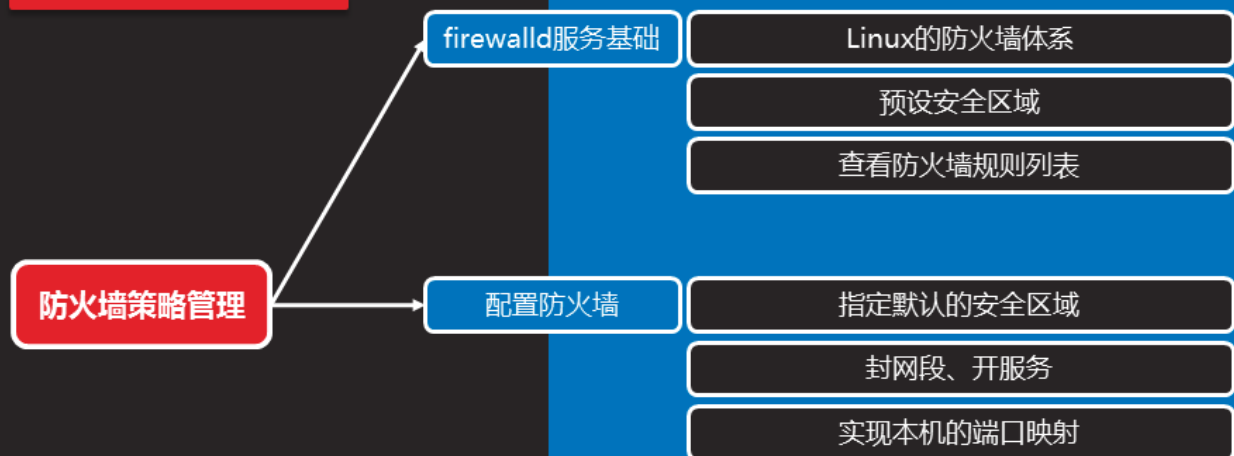 防火墙策略管理
firewalld服务基础
Linux的防火墙体系
预设安全区域
查看防火墙规则列表
配置防火墙
指定默认的安全区域
封网段、开服务
实现本机的端口映射